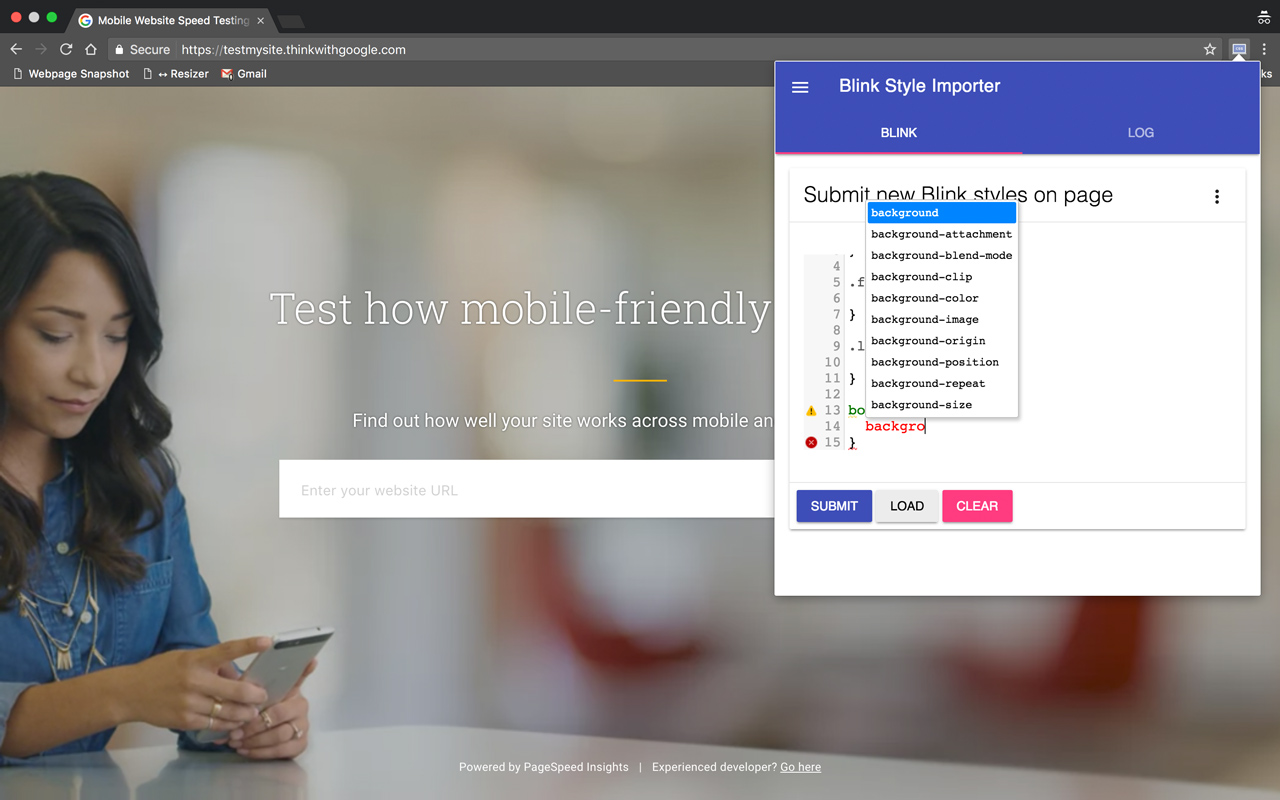 Mobile Website Speed Testing
Secure https://testmysite.thinkwithgoogle.com
Webpage Snapshot
↔ Resizer
Gmail
ks
Blink Style Importer
BLINK
LOG
Submit new Blink styles on page
background
background-attachment
background-blend-mode
background-clip
background-color
background-image
background-origin
background-position
background-repeat
background-size
4
5 .f
6
7 }
8
9 .l
10
11 }
12
13 bo
14 backgro
15 }
SUBMIT
LOAD
CLEAR
Test how mobile-friendly
Find out how well your site works across mobile an
Enter your website URL
Powered by PageSpeed Insights | Experienced developer? Go here